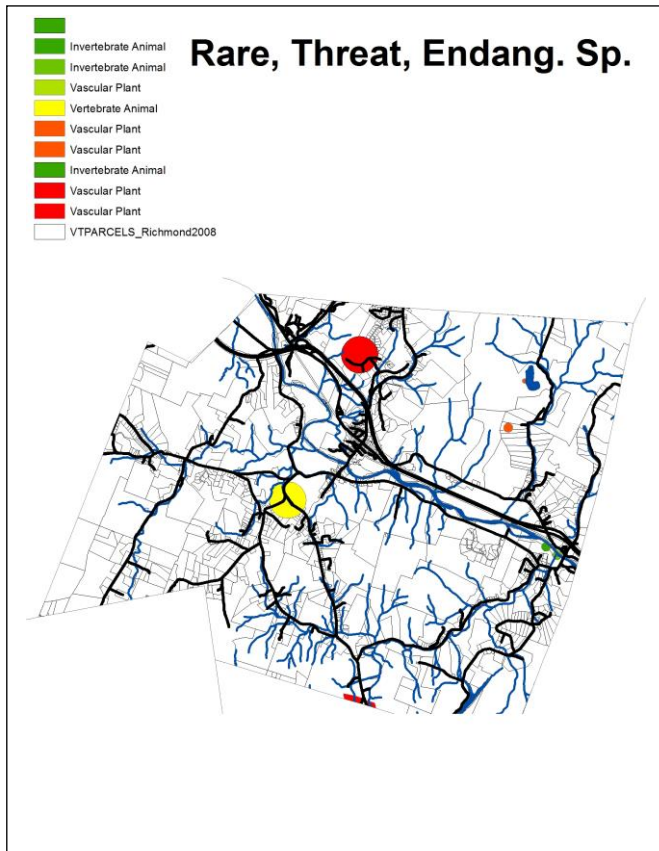 Rare, Threat, Endang. Sp.
Invertebrate Animal
Invertebrate Animal
Vascular Plant
Vertebrate Animal
Vascular Plant
Vascular Plant
Invertebrate Animal
Vascular Plant
Vascular Plant
VTPARCELS_Richmond2008